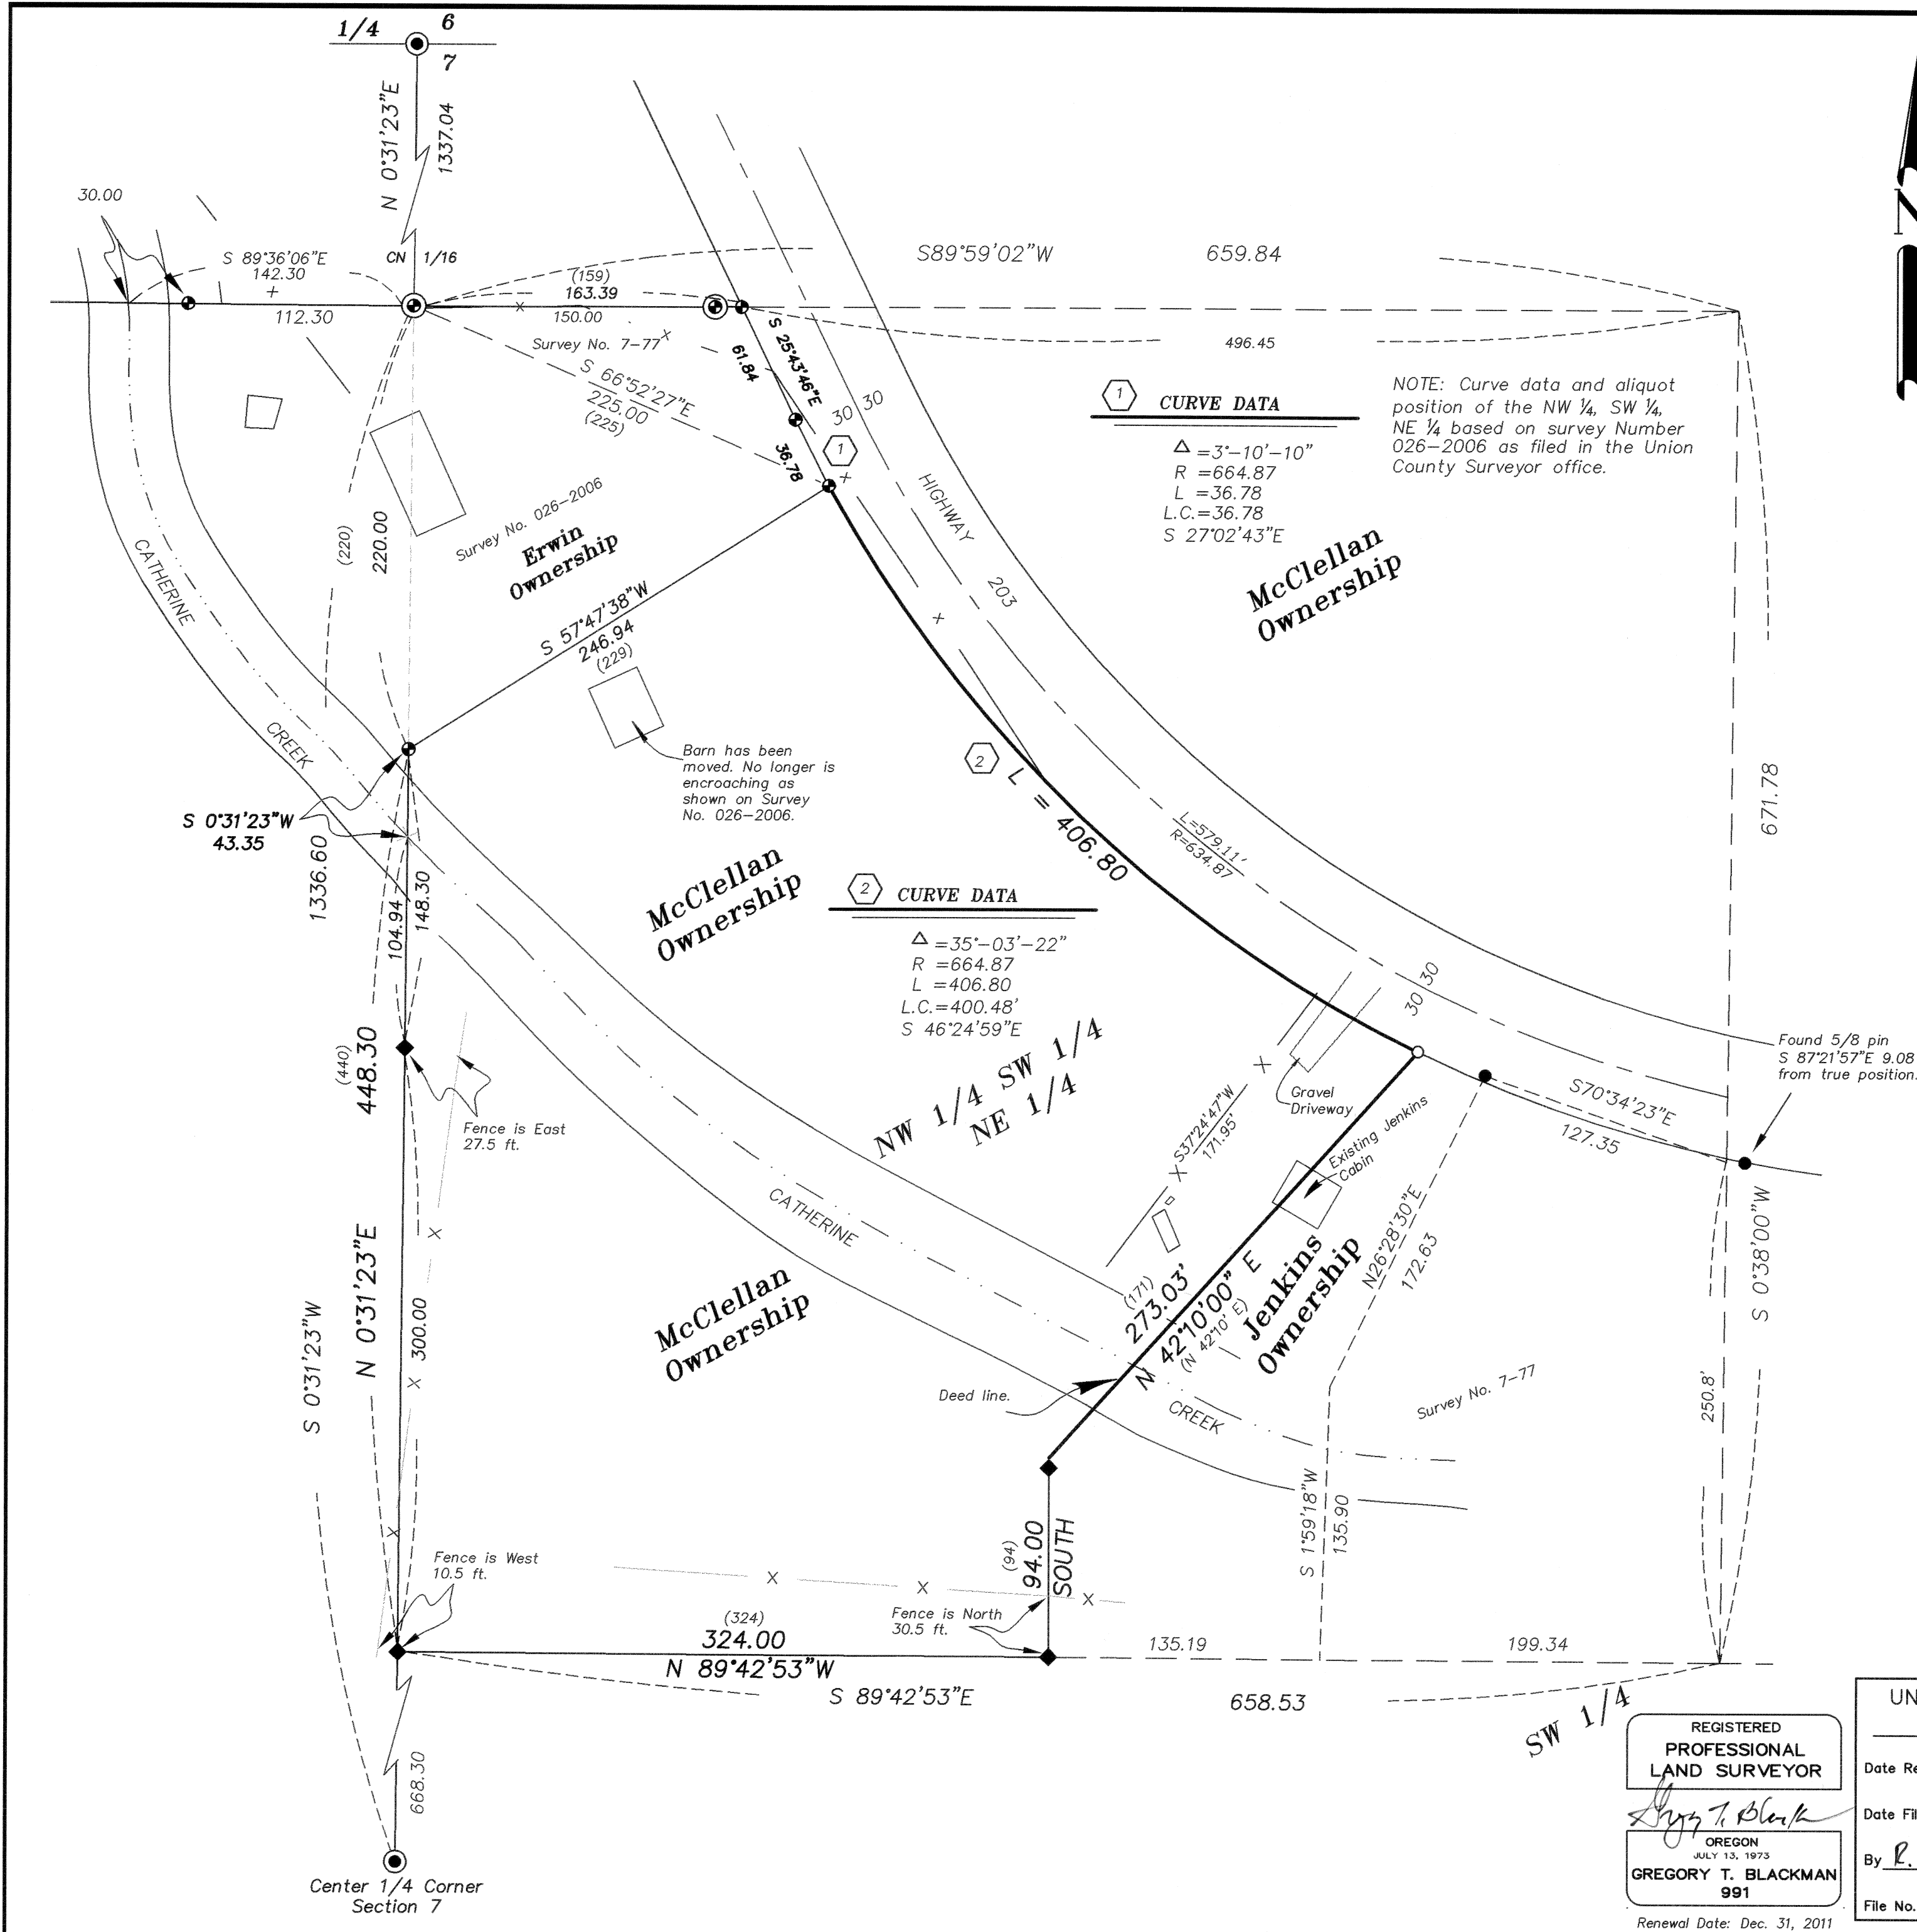 1/4 6
7
N 0°31'23"E
1337.04
30.00
S 89°36'06"E
142.30
112.30
CN 1/16
(159)
163.39
150.00
S89°59'02"W 659.84
496.45
Survey No. 7-77
S 66°52'27"E
225.00
(225)
S 25°43'46"E
61.84
36.78
30 30
1
1 CURVE DATA
Δ =3°-10'-10"
R =664.87
L =36.78
L.C.=36.78
S 27°02'43"E
NOTE: Curve data and aliquot
position of the NW ¼, SW ¼,
NE ¼ based on survey Number
026-2006 as filed in the Union
County Surveyor office.
N
HIGHWAY
203
McClellan
Ownership
(220)
220.00
Survey No. 026-2006
Erwin
Ownership
CATHERINE
CREEK
S 57°47'38"W
246.94
(229)
Barn has been
moved. No longer is
encroaching as
shown on Survey
No. 026-2006.
2 L = 406.80
L=579.11'
R=634.87
671.78
S 0°31'23"W
43.35
1336.60
104.94
148.30
McClellan
Ownership
2 CURVE DATA
Δ =35°-03'-22"
R =664.87
L =406.80
L.C.=400.48'
S 46°24'59"E
(440)
448.30
NW 1/4 SW 1/4
NE 1/4
30 30
Found 5/8 pin
S 87°21'57"E 9.08
from true position.
Fence is East
27.5 ft.
Gravel
Driveway
S70°34'23"E
127.35
S37°24'47"W
171.95'
Existing Jenkins
Cabin
N26°28'30"E
172.63
S 0°38'00"W
250.8'
CATHERINE
CREEK
N 0°31'23"E
300.00
S 0°31'23"W
McClellan
Ownership
(171)
273.03'
N 42°10'00" E
(N 42°10' E)
Jenkins
Ownership
Deed line.
Survey No. 7-77
S 1°59'18"W
135.90
(94)
94.00
SOUTH
Fence is West
10.5 ft.
Fence is North
30.5 ft.
(324)
324.00
N 89°42'53"W
135.19
199.34
S 89°42'53"E 658.53
SW 1/4
668.30
Center 1/4 Corner
Section 7
REGISTERED
PROFESSIONAL
LAND SURVEYOR
OREGON
JULY 13, 1973
GREGORY T. BLACKMAN
991
Renewal Date: Dec. 31, 2011
UN
Date Re
Date Fil
By R.
File No.